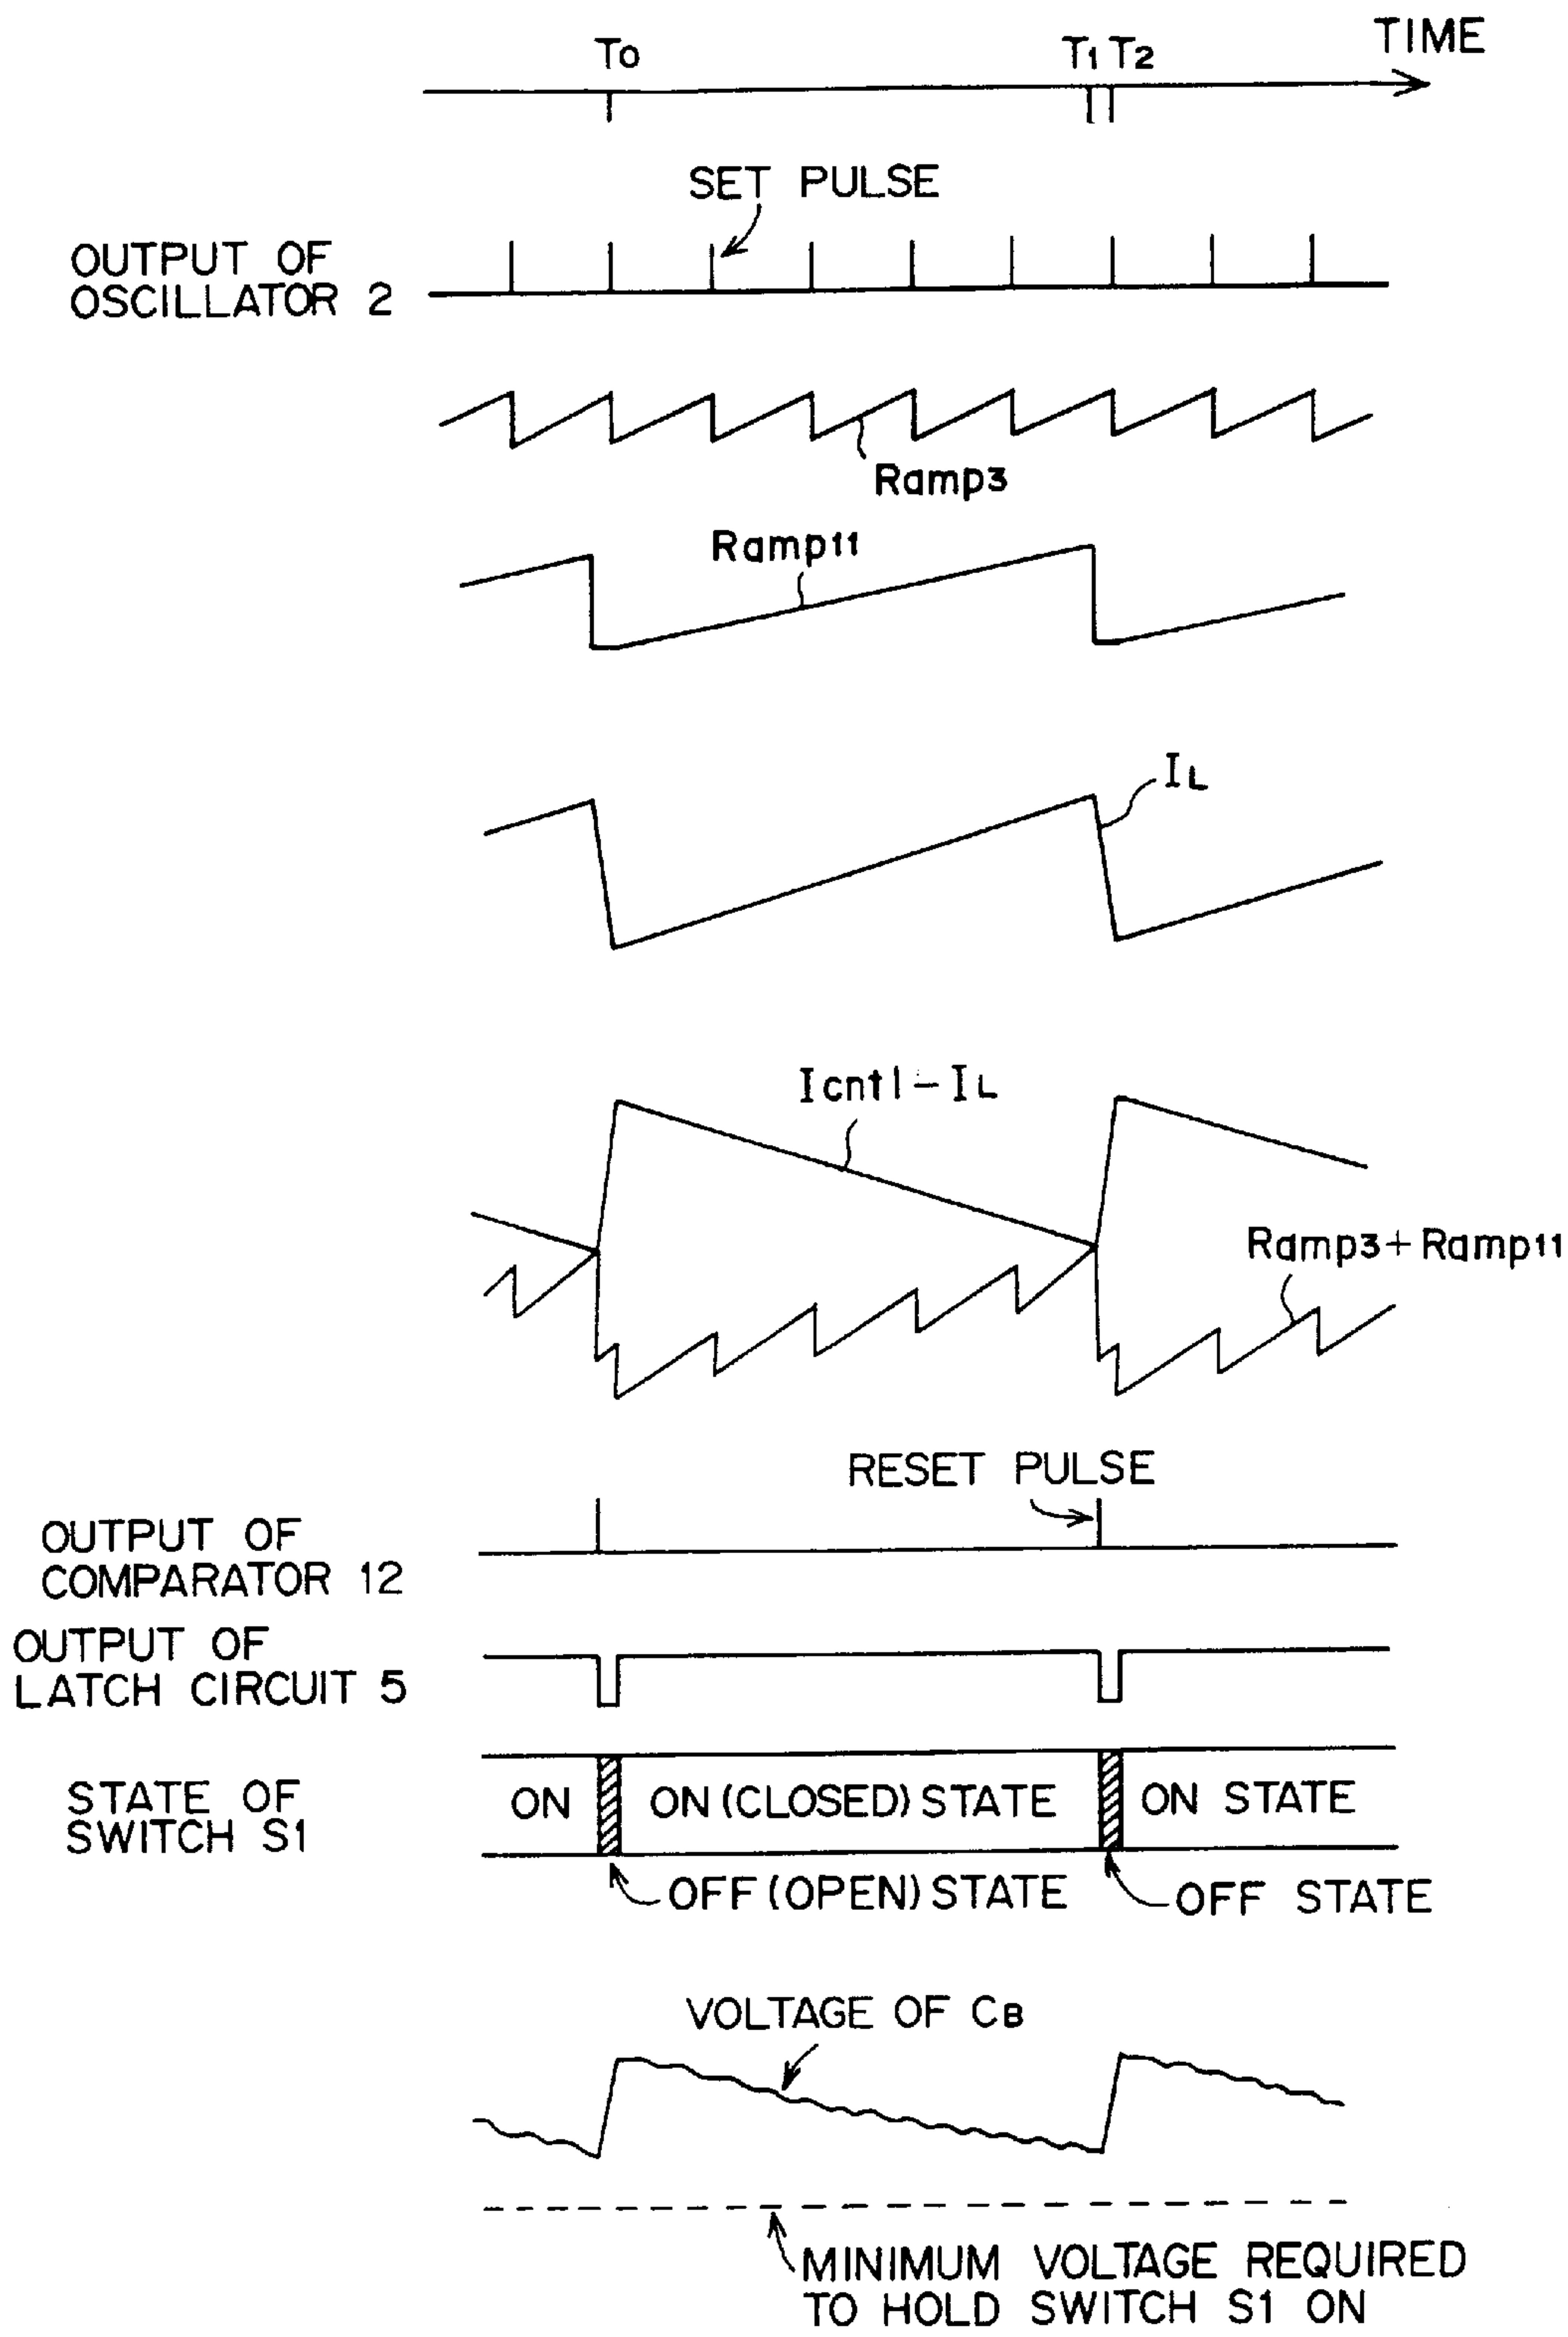 TIME
T0
T1 T2
SET PULSE
OUTPUT OF
OSCILLATOR 2
Ramp3
Ramp11
IL
Icntl-IL
Ramp3+Ramp11
RESET PULSE
OUTPUT OF
COMPARATOR 12
OUTPUT OF
LATCH CIRCUIT 5
STATE OF
SWITCH S1
ON
ON (CLOSED) STATE
ON STATE
OFF (OPEN) STATE
OFF STATE
VOLTAGE OF CB
MINIMUM VOLTAGE REQUIRED
TO HOLD SWITCH S1 ON